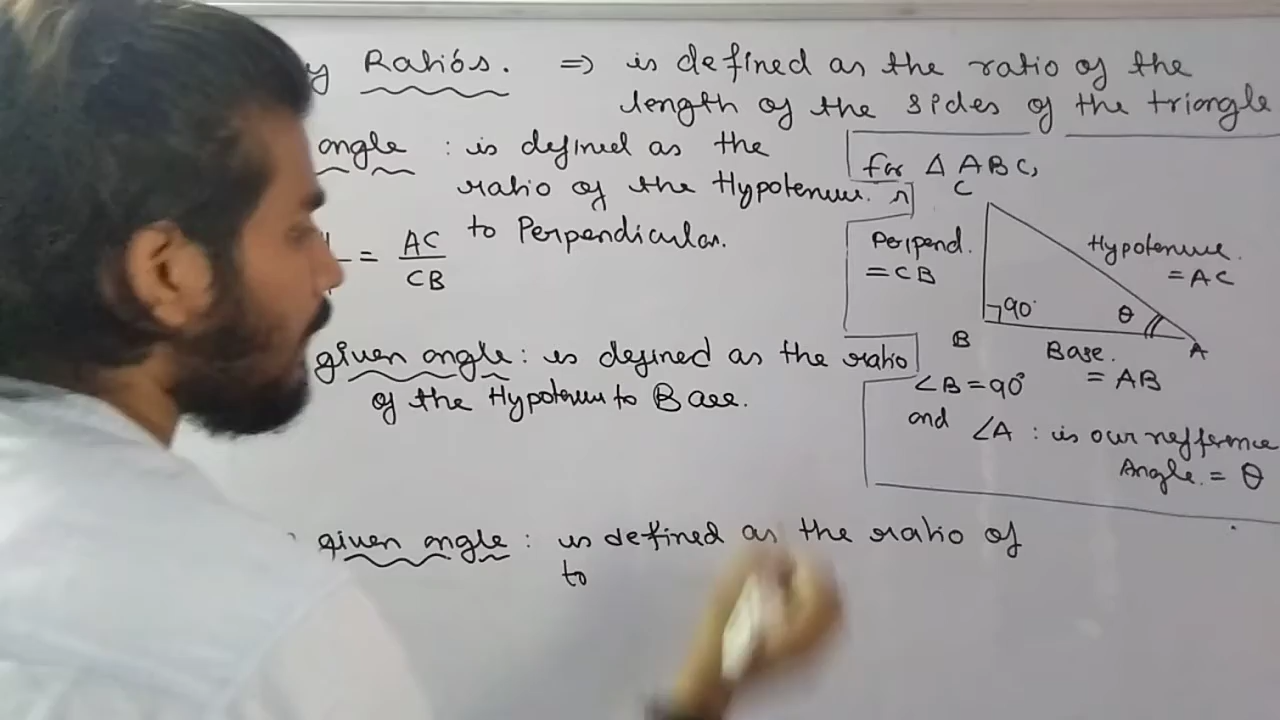 Ratios. ⇒ is defined as the ratio of the
length of the sides of the triangle
angle : is defined as the
ratio of the Hypotenuse
to Perpendicular.
= AC
CB
given angle : is defined as the ratio
of the Hypotenus to Base.
given angle : is defined as the ratio of
to
for Δ ABC,
C
Perpend.
= CB
Hypotenuse.
= AC
90°
θ
B
Base.
= AB
A
∠B = 90°
and ∠A : is our refference
Angle. = θ